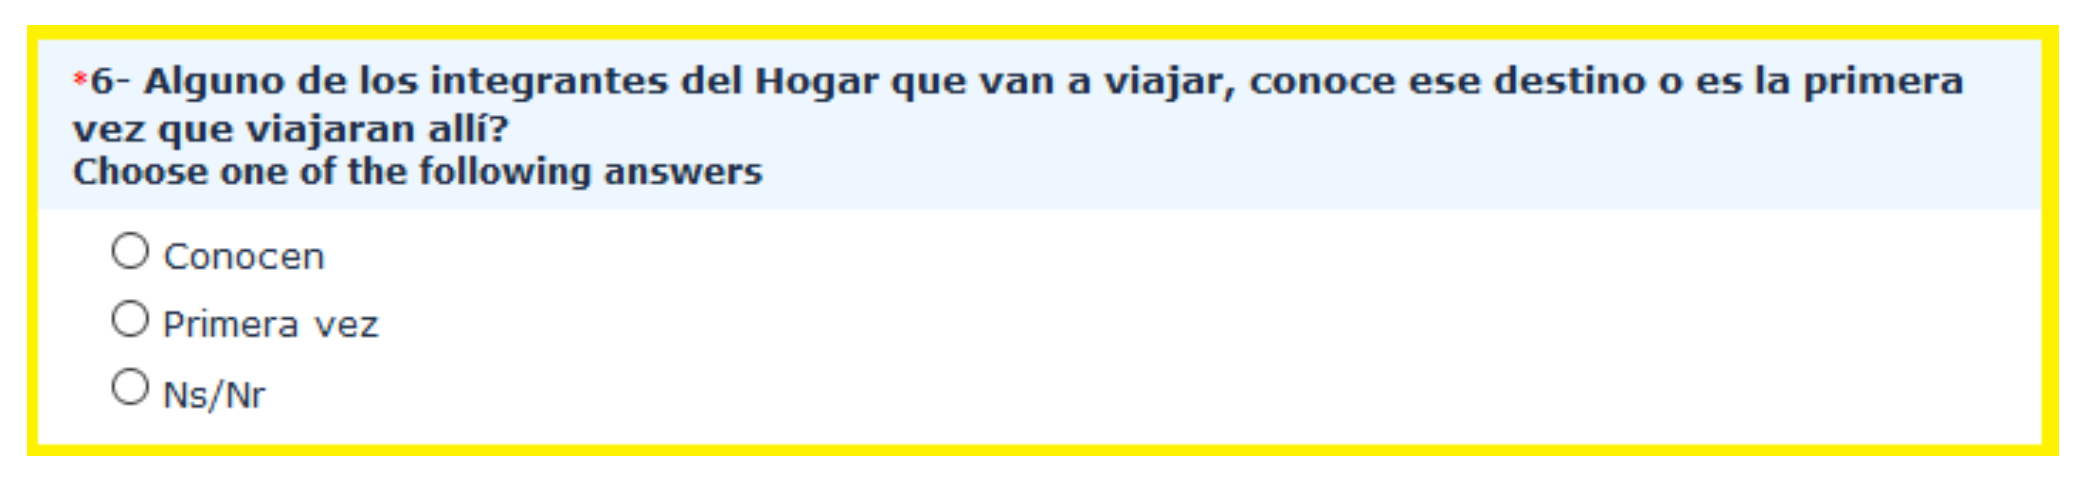 *6- Alguno de los integrantes del Hogar que van a viajar, conoce ese destino o es la primera
vez que viajaran allí?
Choose one of the following answers
Conocen
Primera vez
Ns/Nr